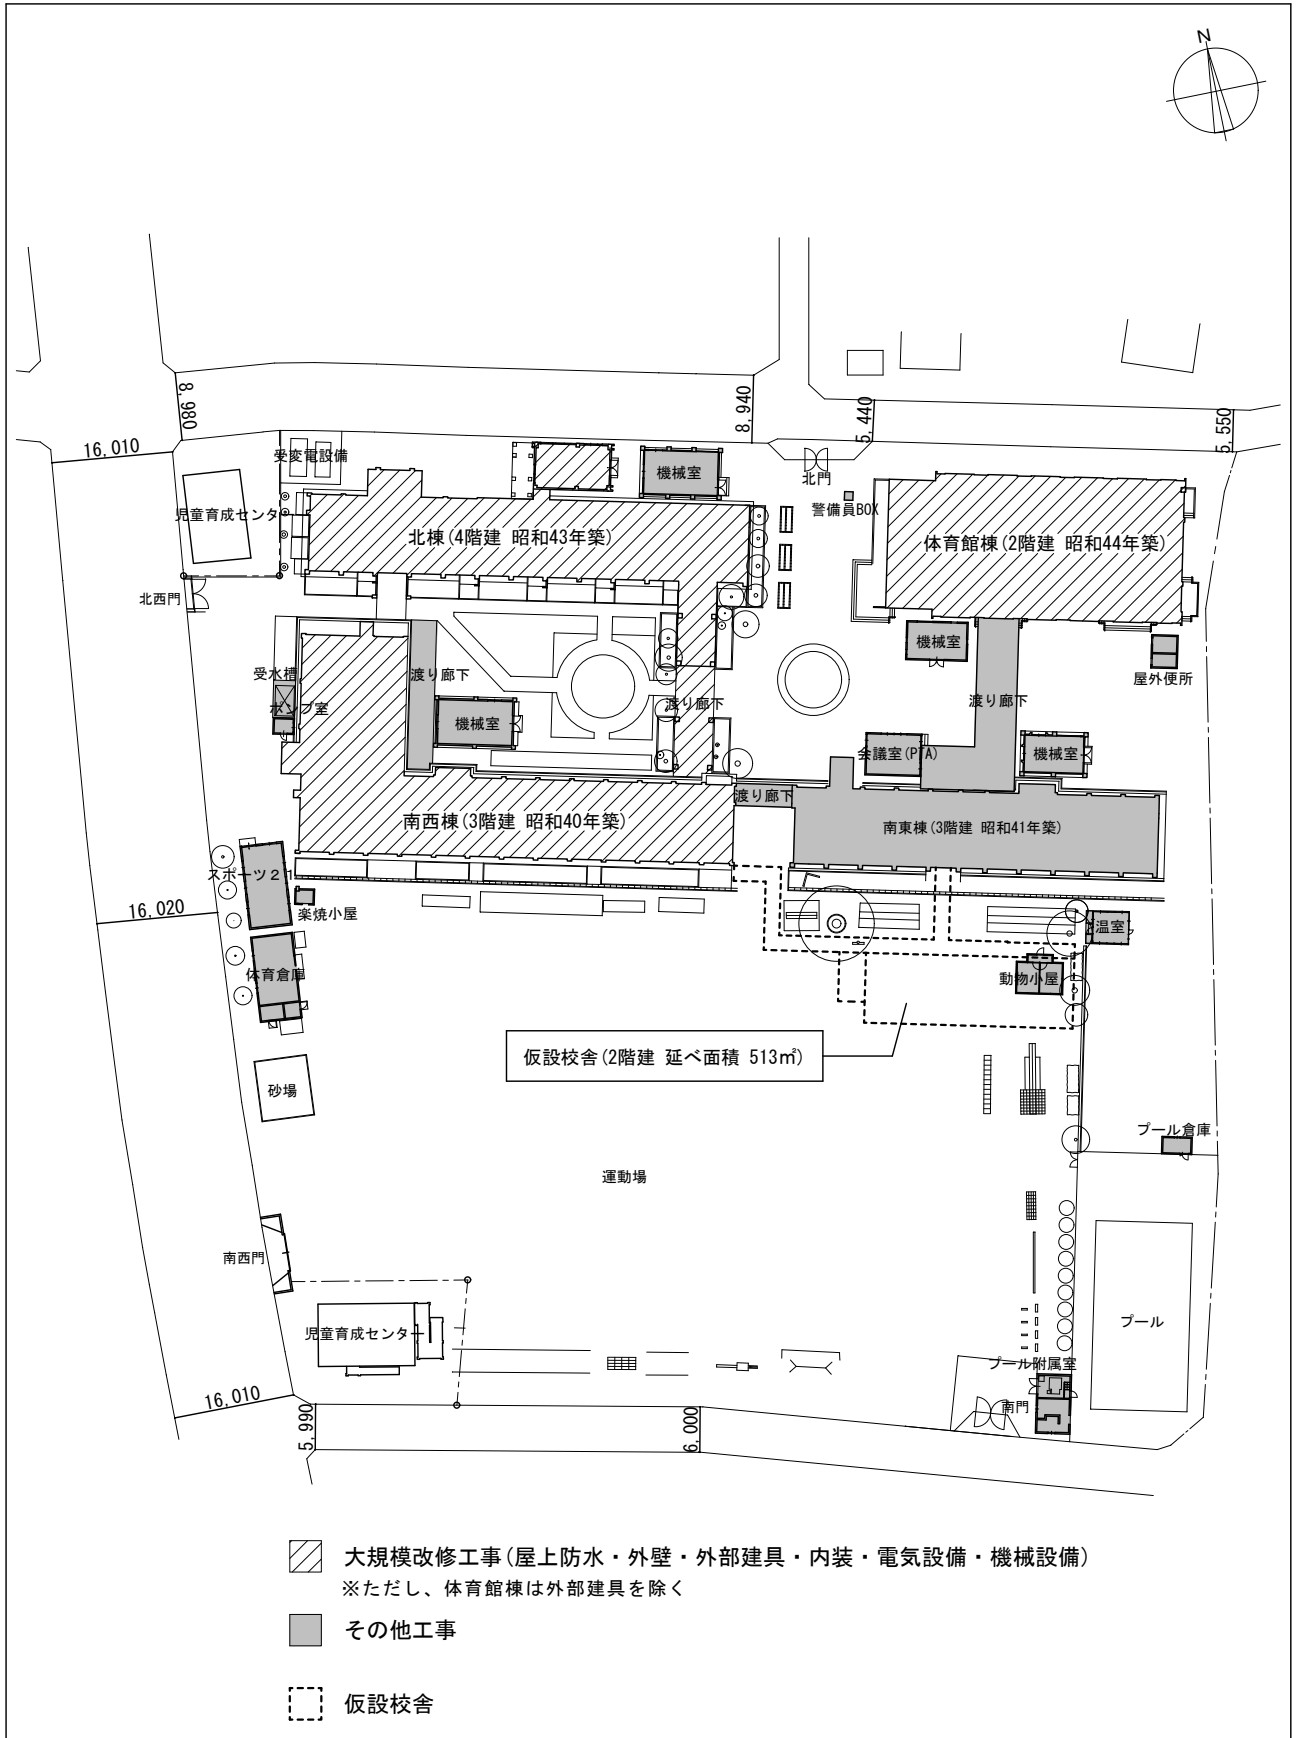 N
8,980
8,940
5,440
5,550
16,010
受変電設備
機械室
北門
児童育成センター
警備員BOX
北棟(4階建 昭和43年築)
体育館棟(2階建 昭和44年築)
北西門
機械室
受水槽
渡り廊下
屋外便所
ポンプ室
渡り廊下
渡り廊下
機械室
会議室(PTA)
機械室
渡り廊下
南西棟(3階建 昭和40年築)
南東棟(3階建 昭和41年築)
スポーツ21
16,020
楽焼小屋
温室
体育倉庫
動物小屋
仮設校舎(2階建 延べ面積 513㎡)
砂場
プール倉庫
運動場
南西門
児童育成センター
プール
プール附属室
16,010
南門
5,990
6,000
大規模改修工事(屋上防水・外壁・外部建具・内装・電気設備・機械設備)
※ただし、体育館棟は外部建具を除く
その他工事
仮設校舎